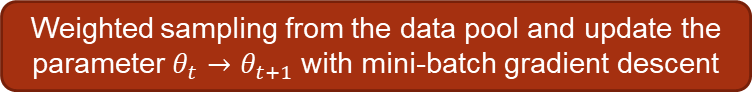 Weighted sampling from the data pool and update the
parameter θ_t → θ_{t+1} with mini-batch gradient descent